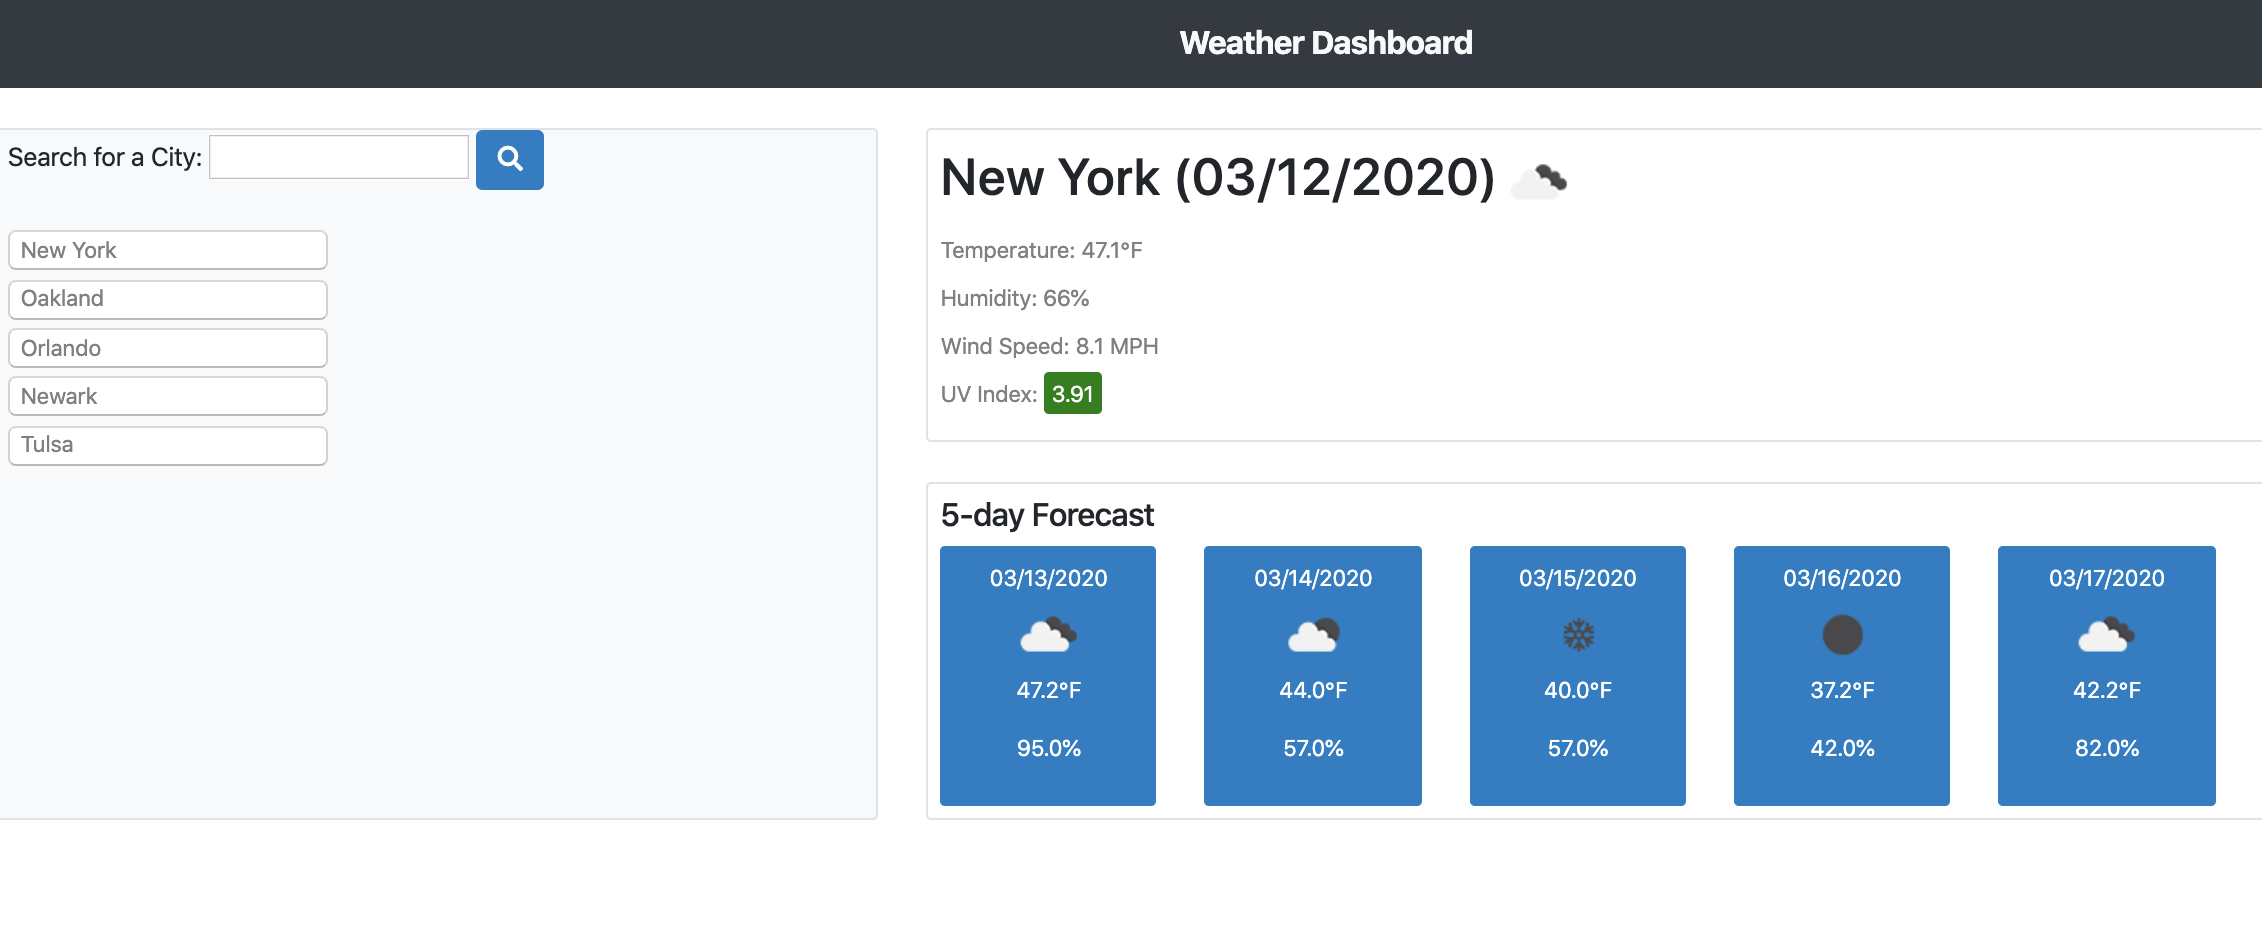 Weather Dashboard
Search for a City:
New York
Oakland
Orlando
Newark
Tulsa
New York (03/12/2020)
Temperature: 47.1°F
Humidity: 66%
Wind Speed: 8.1 MPH
UV Index: 3.91
5-day Forecast
03/13/2020
47.2°F
95.0%
03/14/2020
44.0°F
57.0%
03/15/2020
40.0°F
57.0%
03/16/2020
37.2°F
42.0%
03/17/2020
42.2°F
82.0%